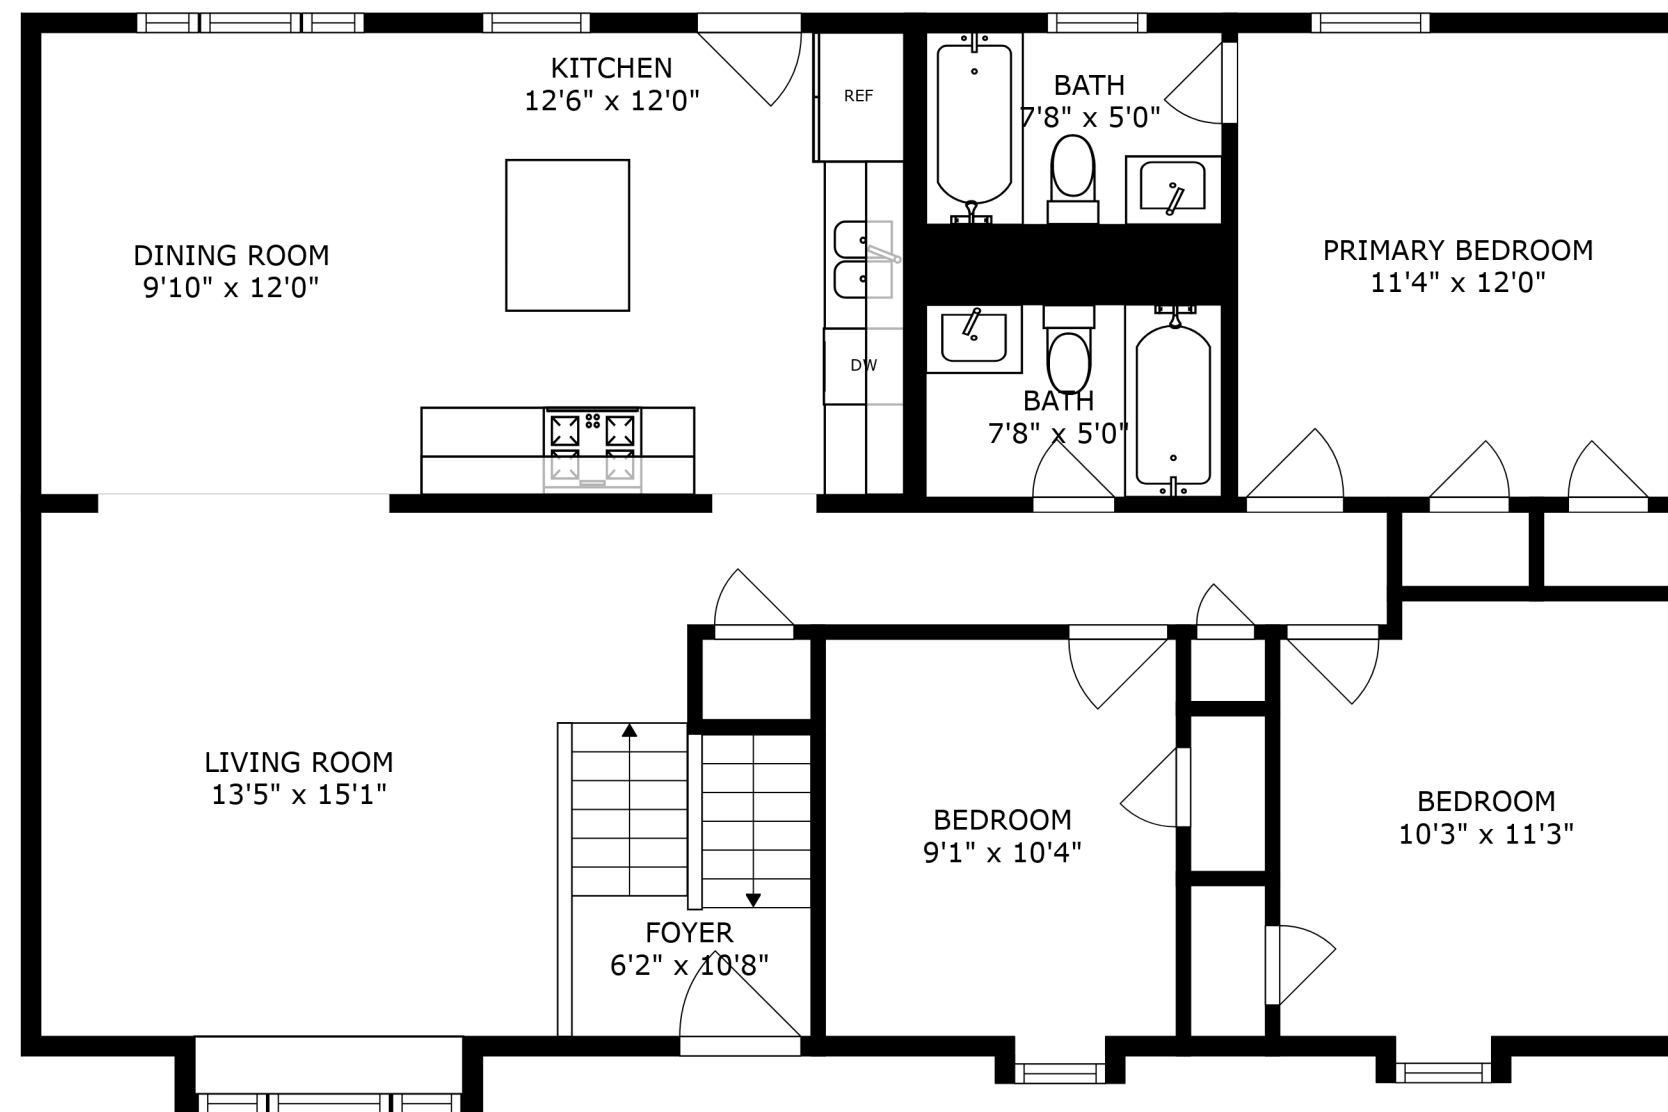 KITCHEN
12'6" x 12'0"
REF
BATH
7'8" x 5'0"
DINING ROOM
9'10" x 12'0"
PRIMARY BEDROOM
11'4" x 12'0"
DW
BATH
7'8" x 5'0"
LIVING ROOM
13'5" x 15'1"
BEDROOM
9'1" x 10'4"
BEDROOM
10'3" x 11'3"
FOYER
6'2" x 10'8"